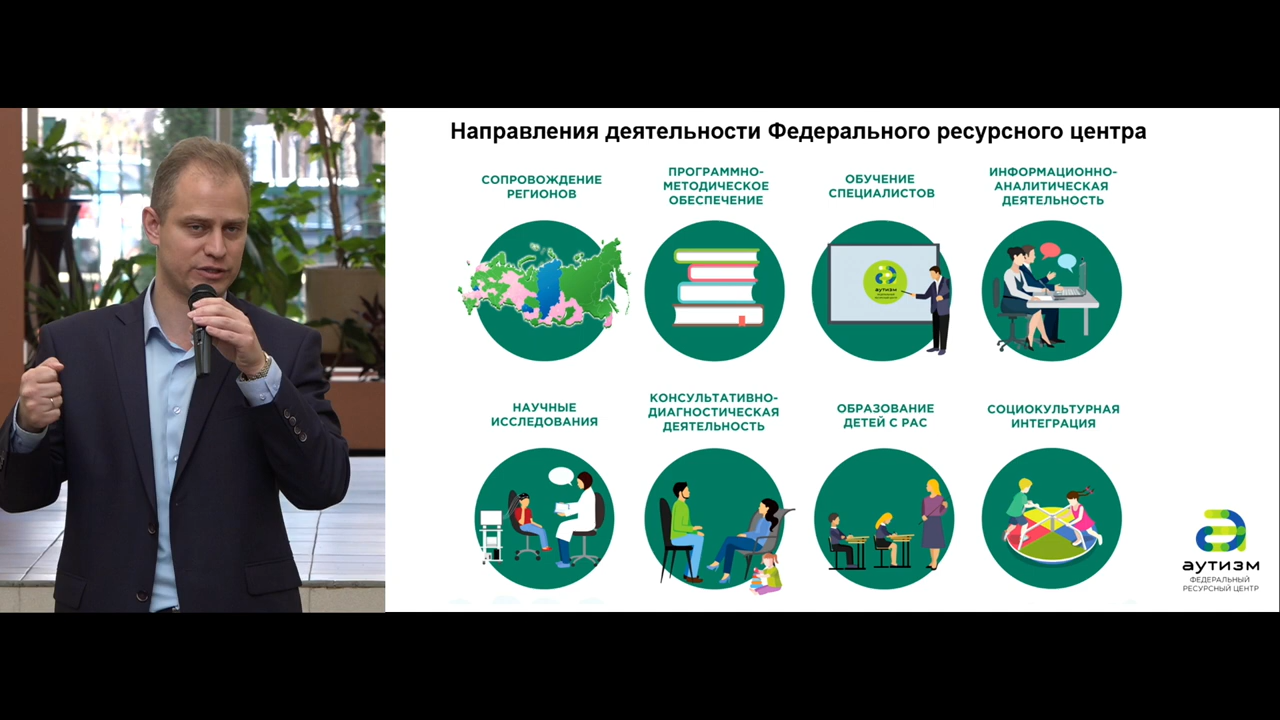 Направления деятельности Федерального ресурсного центра
СОПРОВОЖДЕНИЕ
РЕГИОНОВ
ПРОГРАММНО-
МЕТОДИЧЕСКОЕ
ОБЕСПЕЧЕНИЕ
ОБУЧЕНИЕ
СПЕЦИАЛИСТОВ
ИНФОРМАЦИОННО-
АНАЛИТИЧЕСКАЯ
ДЕЯТЕЛЬНОСТЬ
аутизм
НАУЧНЫЕ
ИССЛЕДОВАНИЯ
КОНСУЛЬТАТИВНО-
ДИАГНОСТИЧЕСКАЯ
ДЕЯТЕЛЬНОСТЬ
ОБРАЗОВАНИЕ
ДЕТЕЙ С РАС
СОЦИОКУЛЬТУРНАЯ
ИНТЕГРАЦИЯ
аутизм
ФЕДЕРАЛЬНЫЙ
РЕСУРСНЫЙ ЦЕНТР